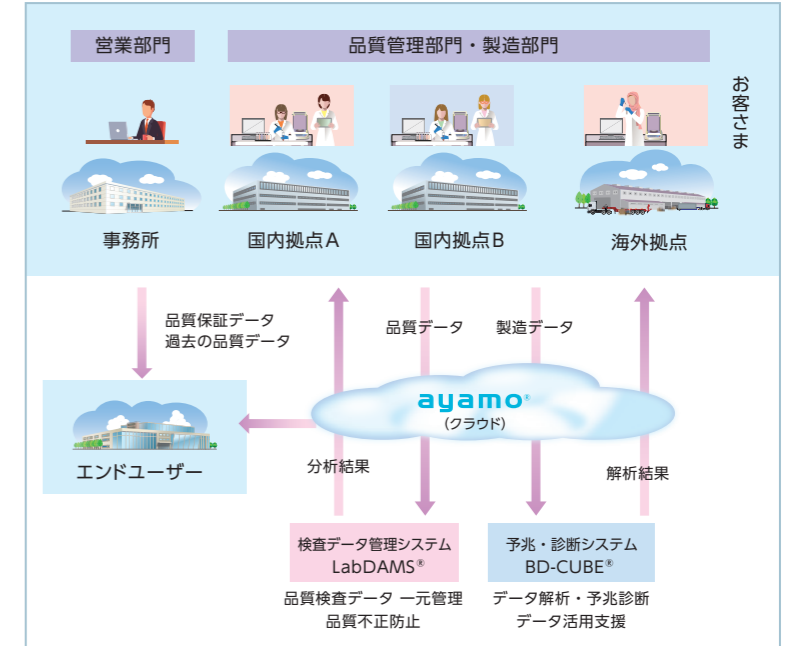 営業部門
品質管理部門・製造部門
お客さま
事務所
国内拠点A
国内拠点B
海外拠点
品質保証データ
過去の品質データ
品質データ
製造データ
ayamo®
(クラウド)
エンドユーザー
分析結果
解析結果
検査データ管理システム
LabDAMS®
品質検査データ 一元管理
品質不正防止
予兆・診断システム
BD-CUBE®
データ解析・予兆診断
データ活用支援